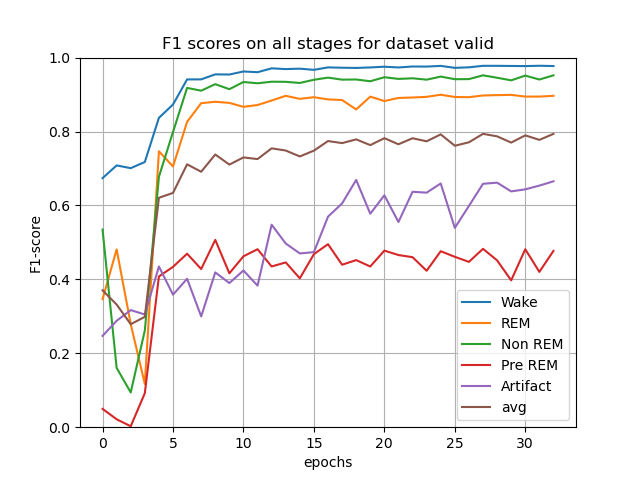 F1 scores on all stages for dataset valid
1.0
0.8
0.6
0.4
0.2
0.0
F1-score
0 5 10 15 20 25 30
epochs
Wake
REM
Non REM
Pre REM
Artifact
avg